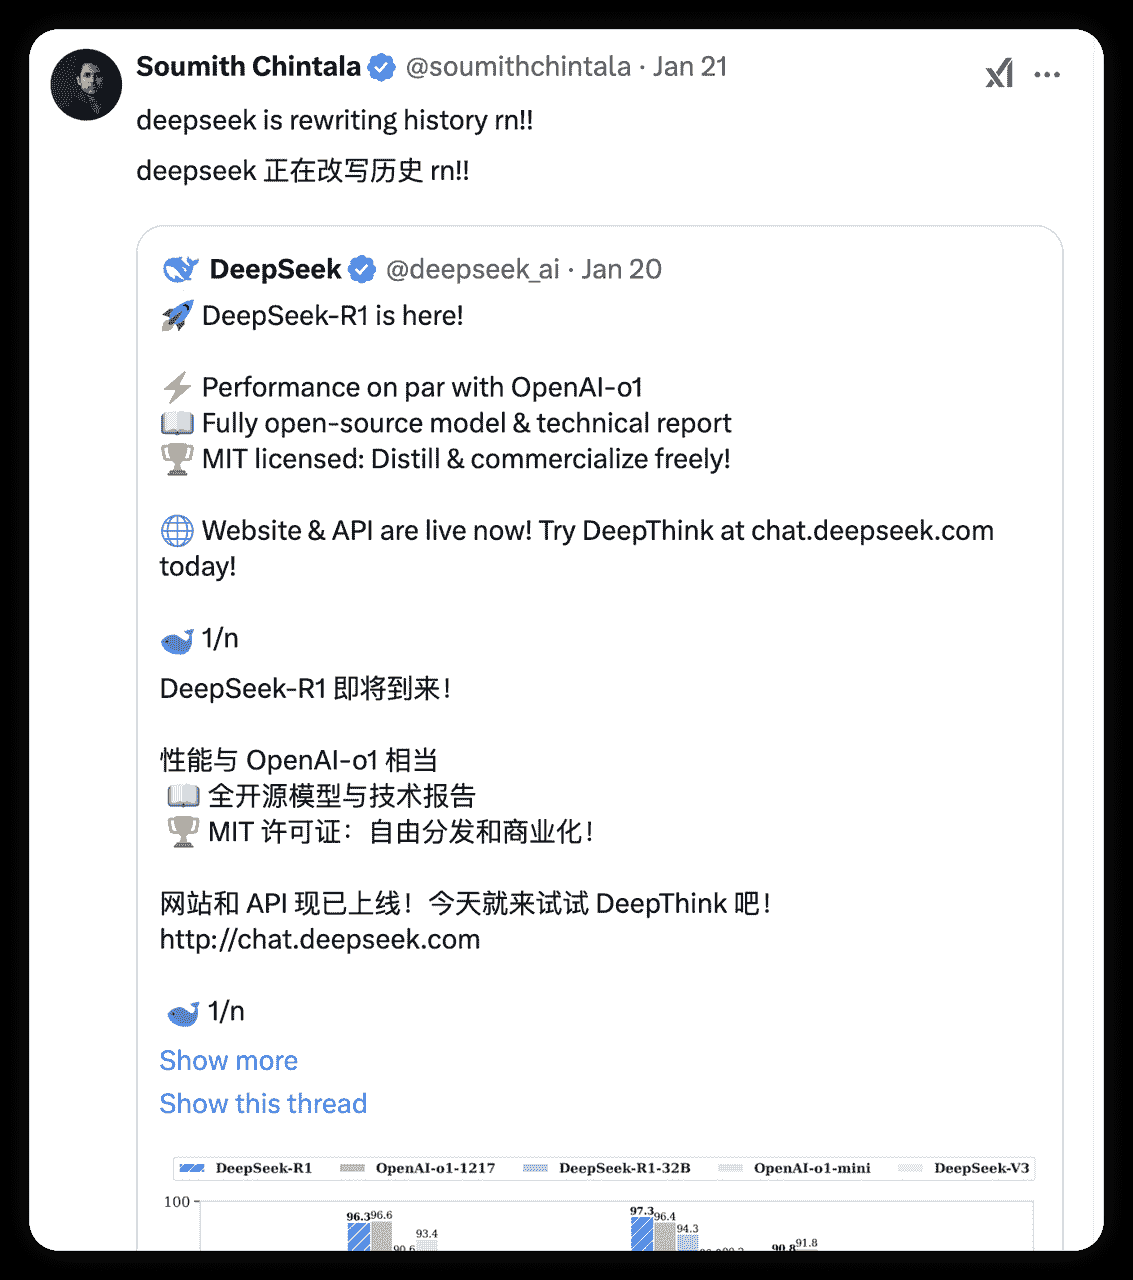 Soumith Chintala @soumithchintala · Jan 21
deepseek is rewriting history rn!!
deepseek 正在改写历史 rn!!
DeepSeek @deepseek_ai · Jan 20
🚀 DeepSeek-R1 is here!
⚡ Performance on par with OpenAI-o1
📖 Fully open-source model & technical report
🏆 MIT licensed: Distill & commercialize freely!
🌐 Website & API are live now! Try DeepThink at chat.deepseek.com
today!
🐋 1/n
DeepSeek-R1 即将到来！
性能与 OpenAI-o1 相当
📖 全开源模型与技术报告
🏆 MIT 许可证：自由分发和商业化！
网站和 API 现已上线！今天就来试试 DeepThink 吧！
http://chat.deepseek.com
🐋 1/n
Show more
Show this thread
DeepSeek-R1 OpenAI-o1-1217 DeepSeek-R1-32B OpenAI-o1-mini DeepSeek-V3
100
96.3 96.6 93.4 97.3 96.4 94.3 91.8
90.6 90.8